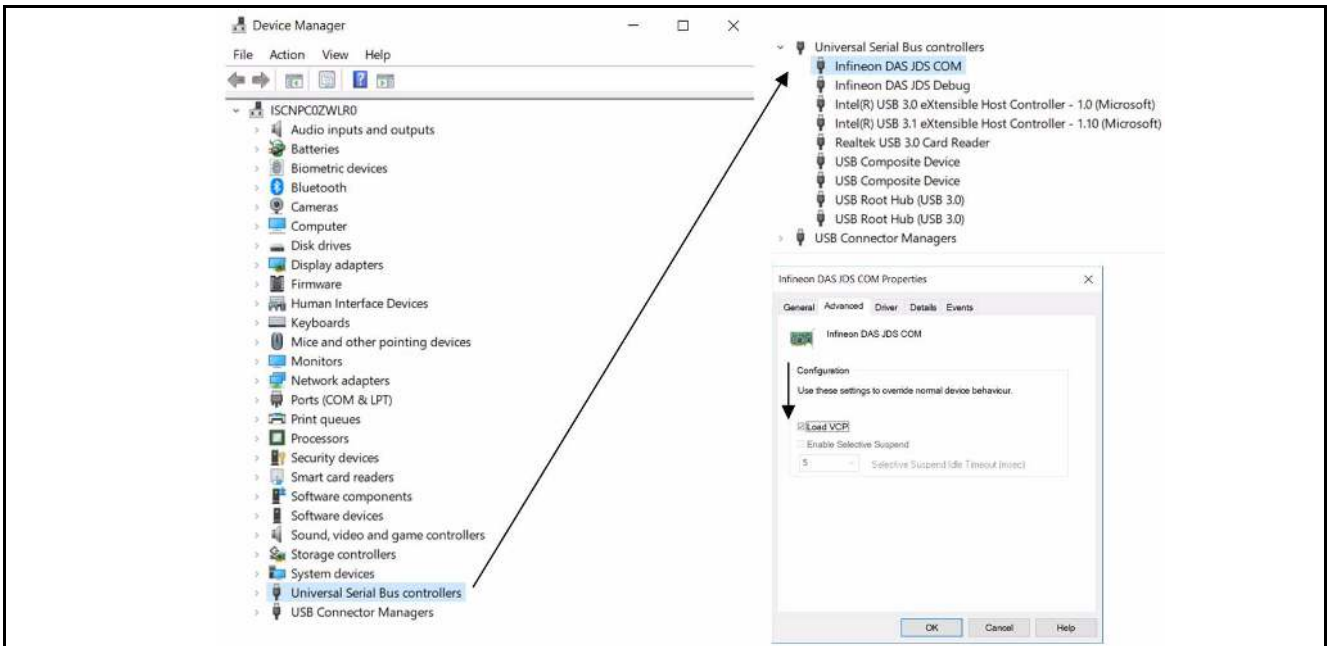 Device Manager
File Action View Help
ISCNPC0ZWLR0
Audio inputs and outputs
Batteries
Biometric devices
Bluetooth
Cameras
Computer
Disk drives
Display adapters
Firmware
Human Interface Devices
Keyboards
Mice and other pointing devices
Monitors
Network adapters
Ports (COM & LPT)
Print queues
Processors
Security devices
Smart card readers
Software components
Software devices
Sound, video and game controllers
Storage controllers
System devices
Universal Serial Bus controllers
USB Connector Managers
Universal Serial Bus controllers
Infineon DAS JDS COM
Infineon DAS JDS Debug
Intel(R) USB 3.0 eXtensible Host Controller - 1.0 (Microsoft)
Intel(R) USB 3.1 eXtensible Host Controller - 1.10 (Microsoft)
Realtek USB 3.0 Card Reader
USB Composite Device
USB Composite Device
USB Root Hub (USB 3.0)
USB Root Hub (USB 3.0)
USB Connector Managers
Infineon DAS JDS COM Properties
General Advanced Driver Details Events
Infineon DAS JDS COM
Configuration
Use these settings to override normal device behaviour.
Load VCP
Enable Selective Suspend
5 Selective Suspend Idle Timeout (msec)
OK Cancel Help